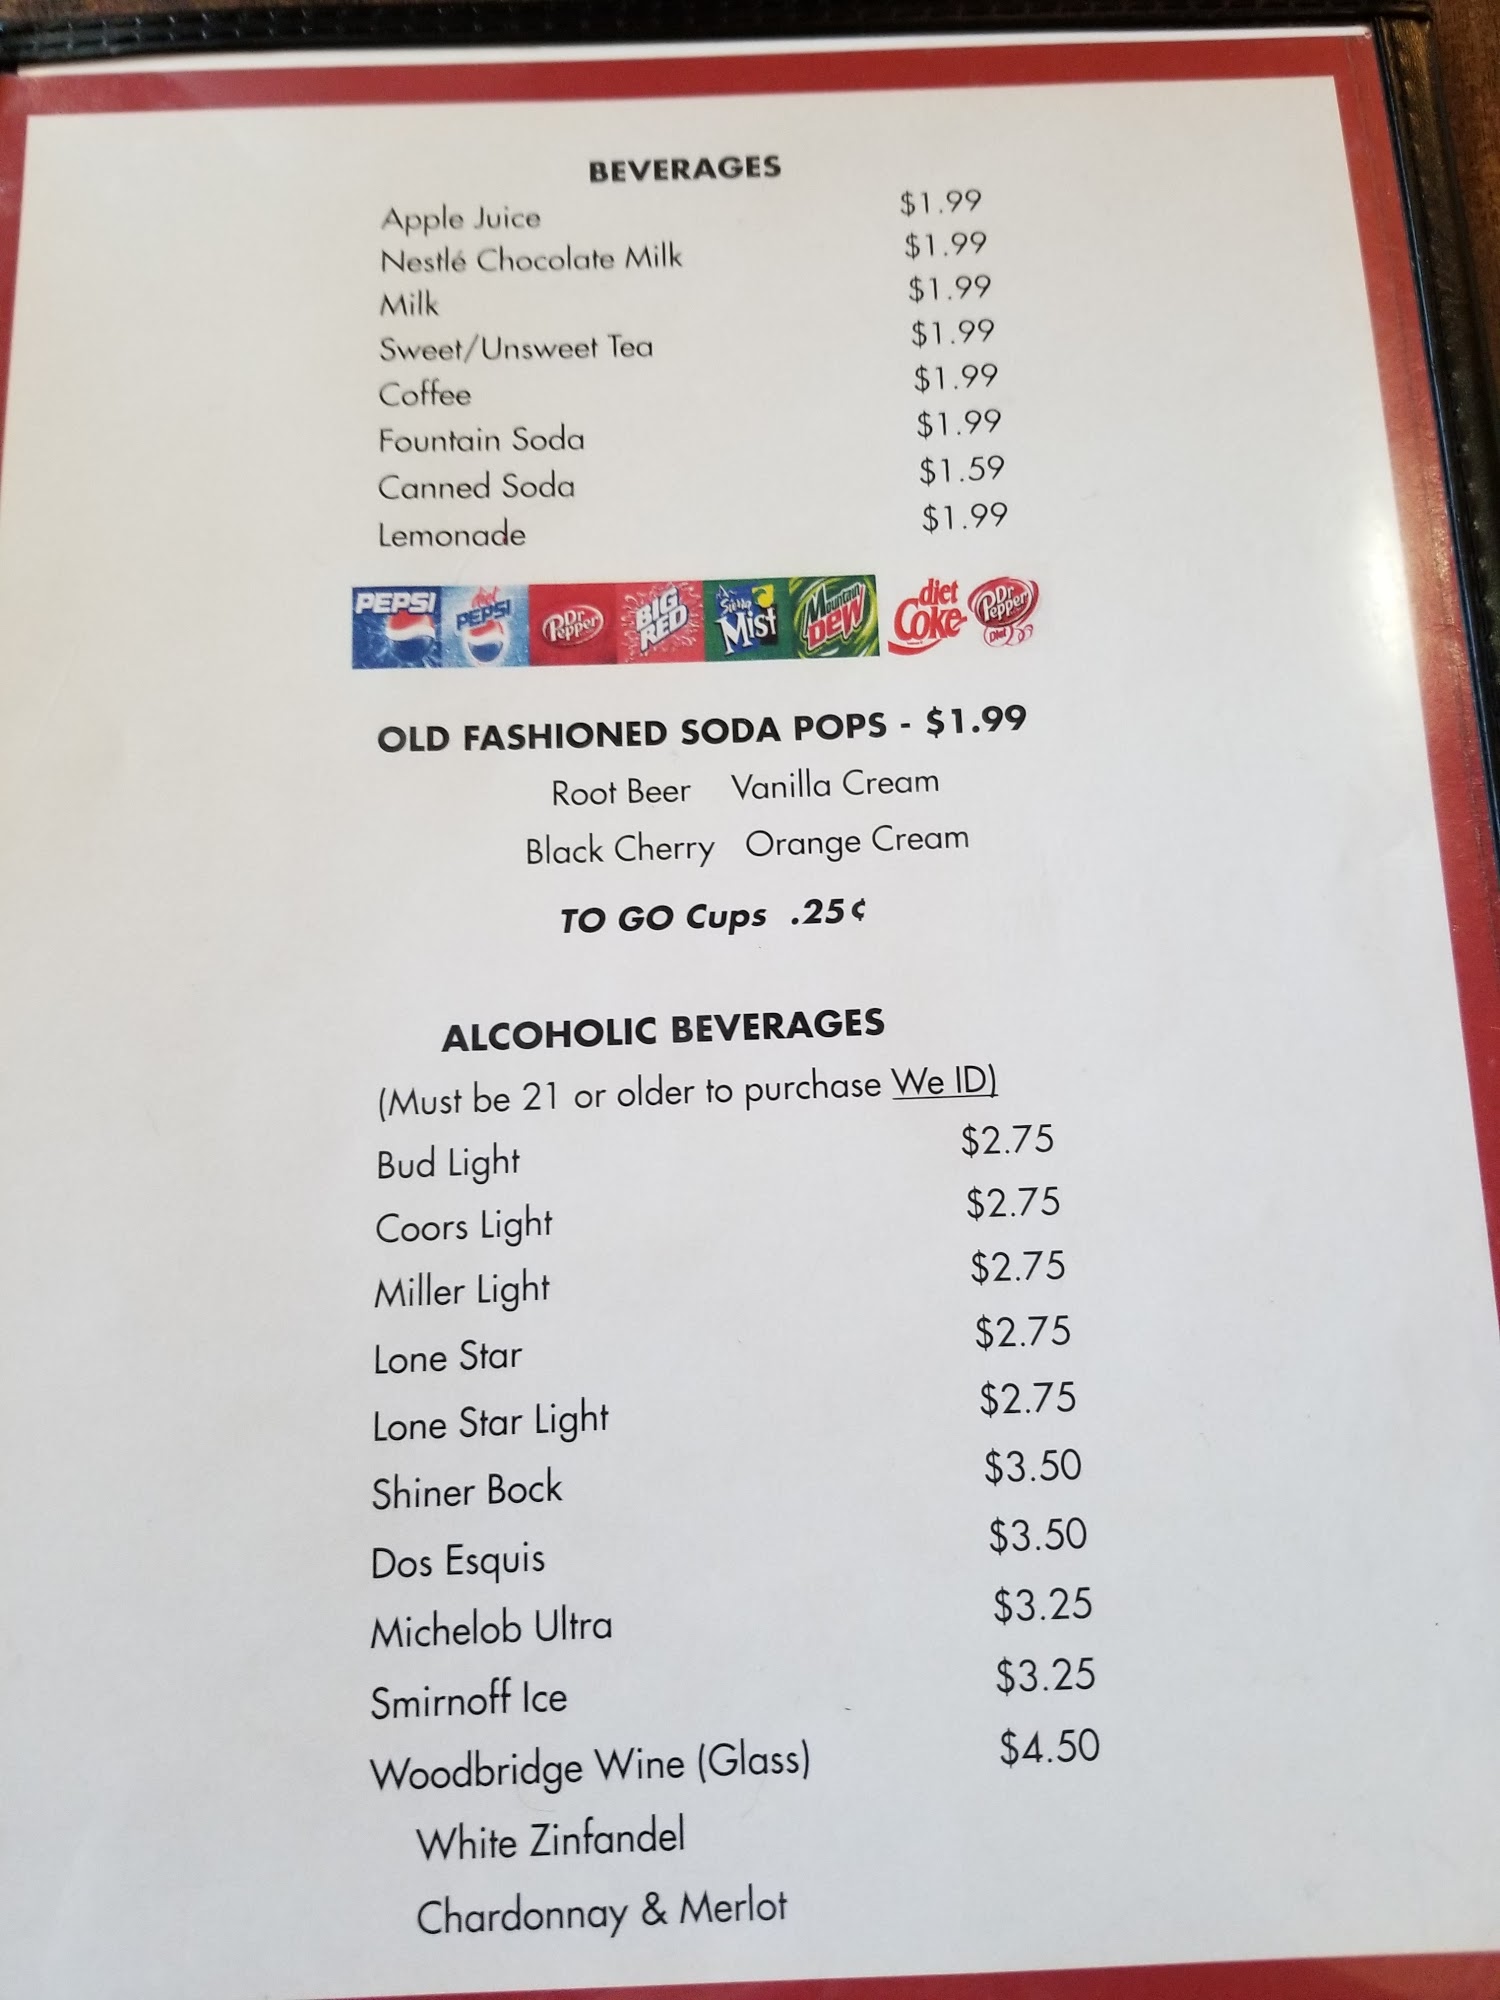 BEVERAGES
Apple Juice $1.99
Nestlé Chocolate Milk $1.99
Milk $1.99
Sweet/Unsweet Tea $1.99
Coffee $1.99
Fountain Soda $1.99
Canned Soda $1.59
Lemonade $1.99
PEPSI diet PEPSI Dr Pepper BIG RED Sierra Mist Mountain DEW diet Coke Dr Pepper Diet
OLD FASHIONED SODA POPS - $1.99
Root Beer Vanilla Cream
Black Cherry Orange Cream
TO GO Cups .25¢
ALCOHOLIC BEVERAGES
(Must be 21 or older to purchase We ID)
Bud Light $2.75
Coors Light $2.75
Miller Light $2.75
Lone Star $2.75
Lone Star Light $2.75
Shiner Bock $3.50
Dos Esquis $3.50
Michelob Ultra $3.25
Smirnoff Ice $3.25
Woodbridge Wine (Glass) $4.50
White Zinfandel
Chardonnay & Merlot